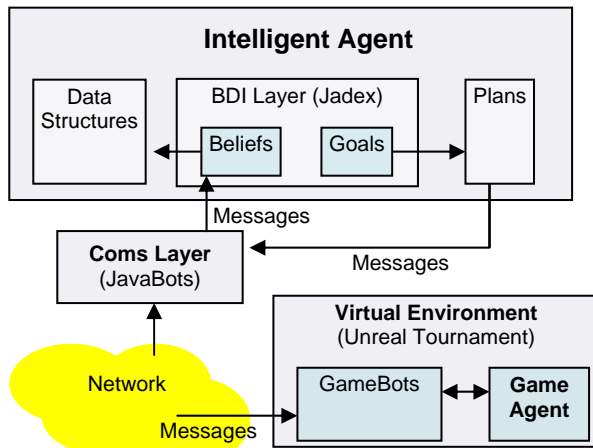 Intelligent Agent
Data
Structures
BDI Layer (Jadex)
Beliefs
Goals
Plans
Messages
Messages
Coms Layer
(JavaBots)
Virtual Environment
(Unreal Tournament)
Network
GameBots
Game
Agent
Messages